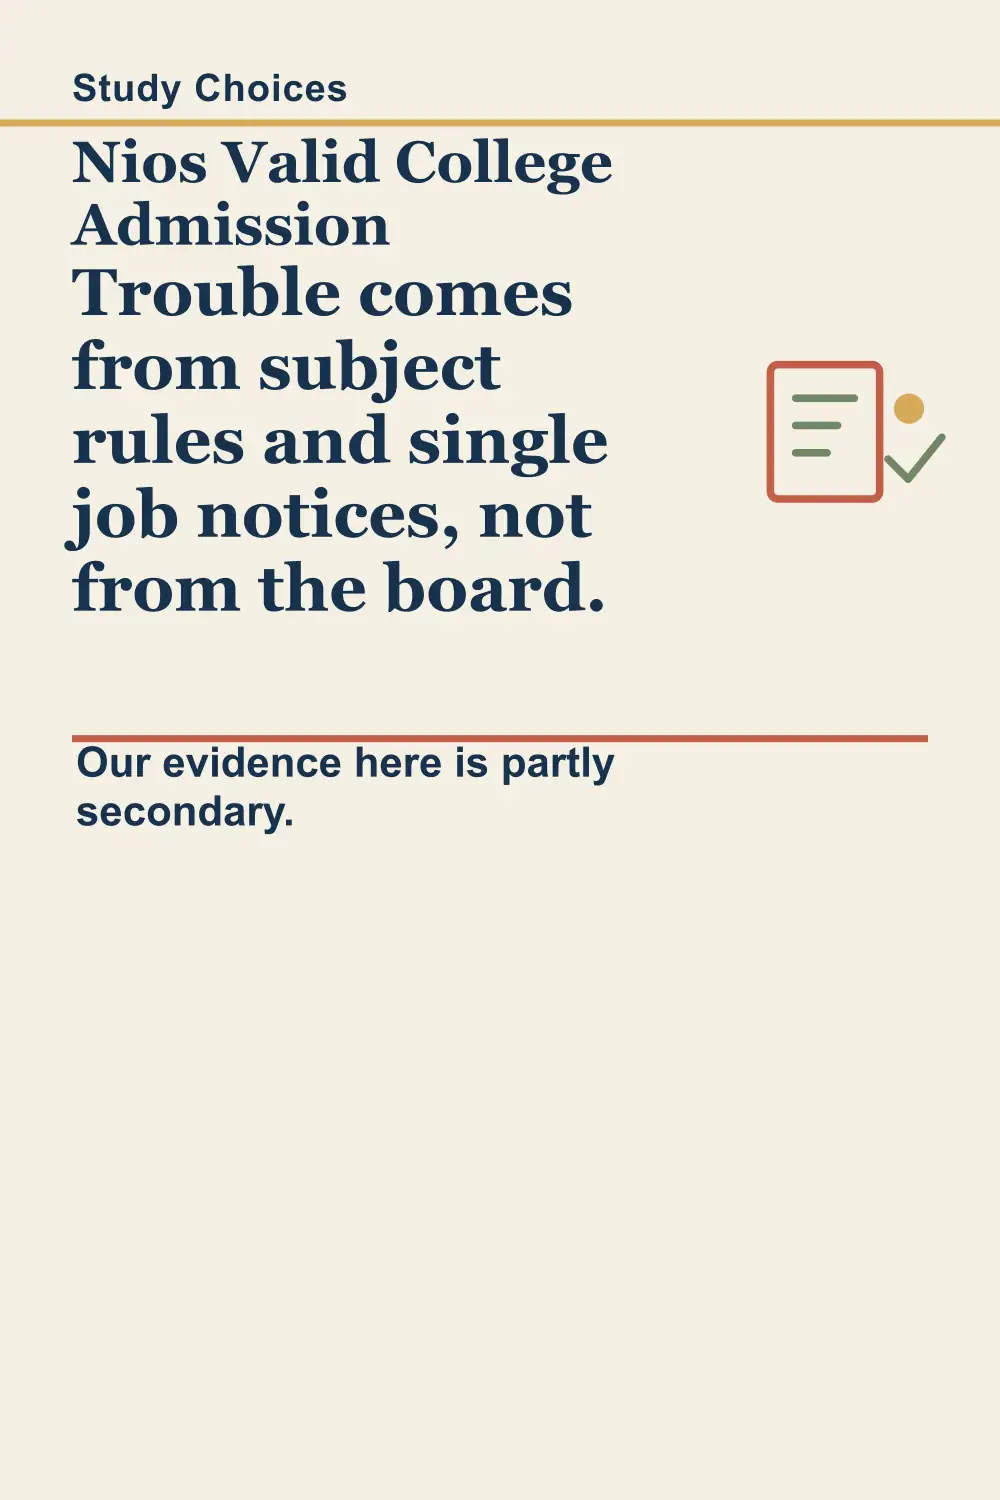 Study Choices
Nios Valid College
Admission
Trouble comes
from subject
rules and single
job notices, not
from the board.
Our evidence here is partly
secondary.